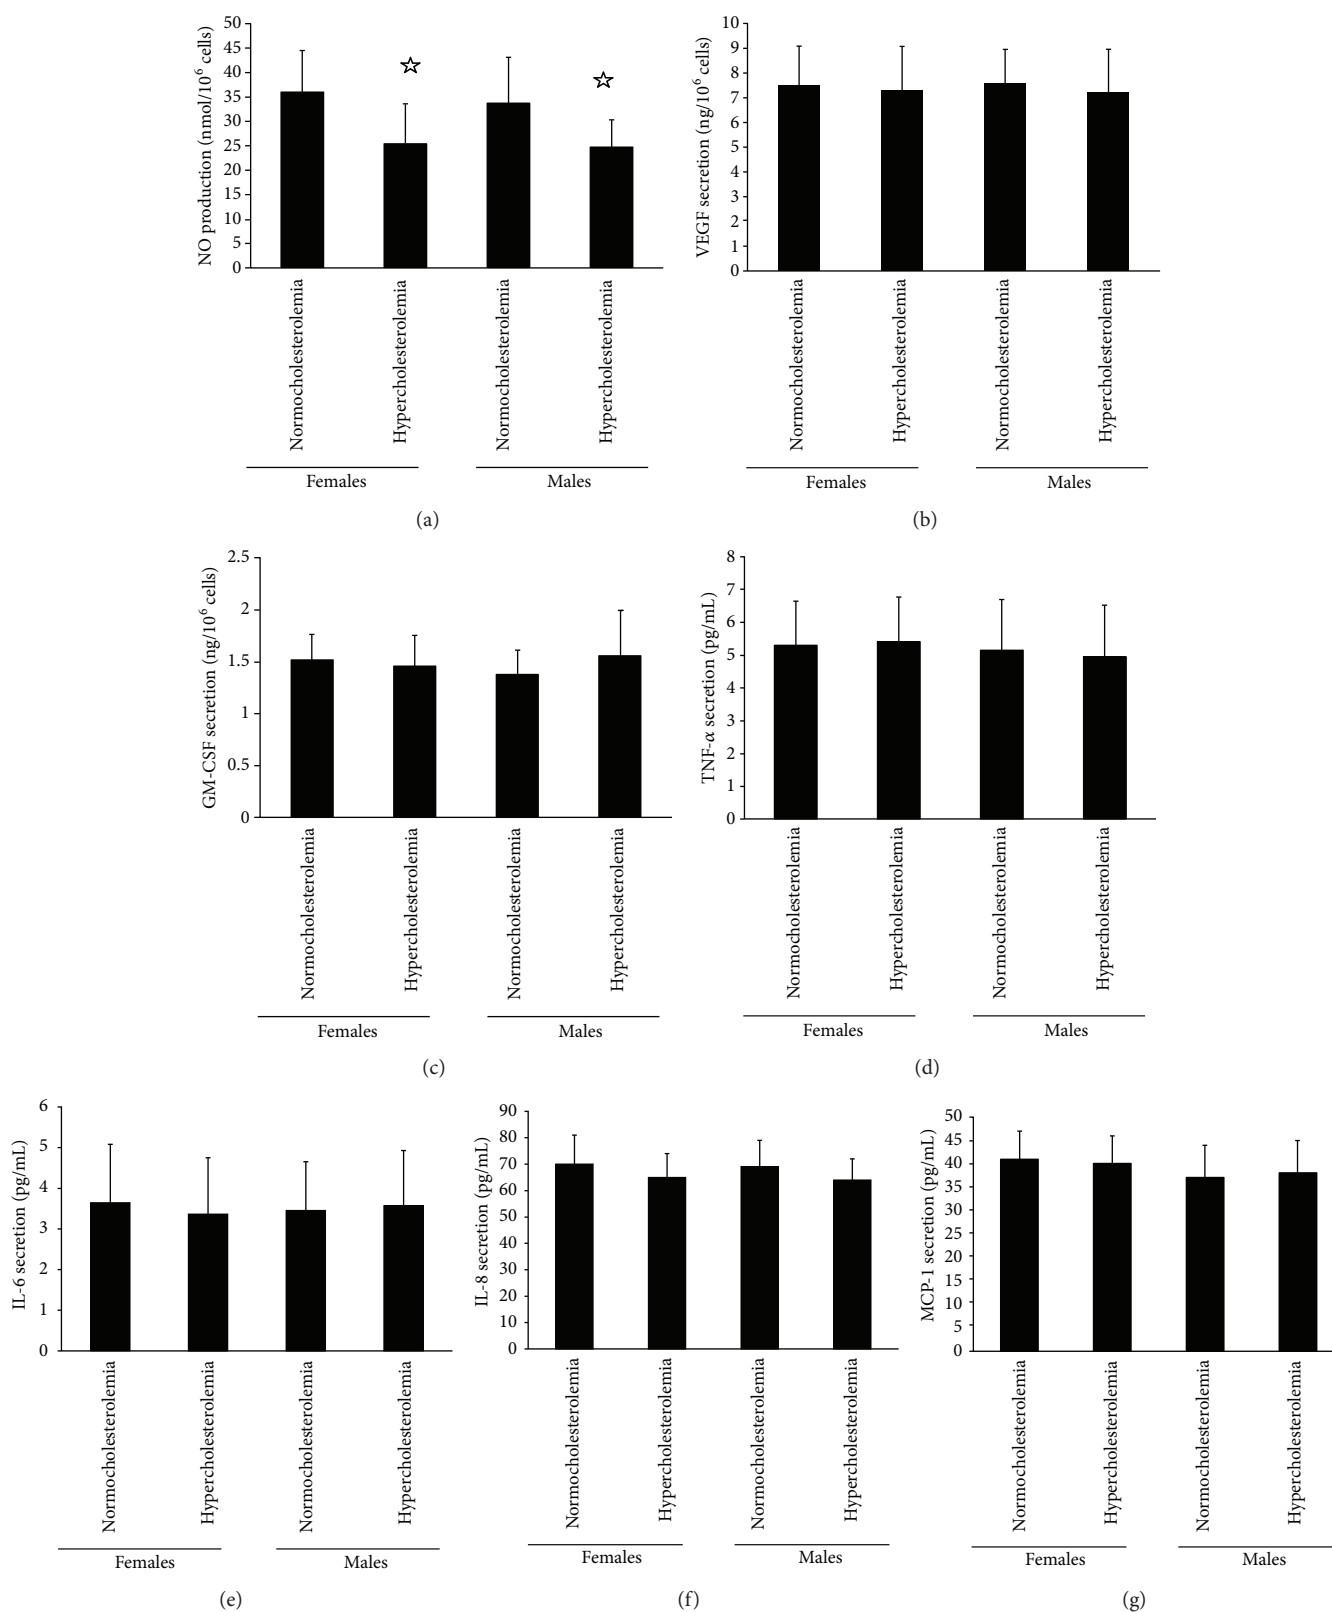 NO production (nmol/10⁶ cells)
50
45
40
35
30
25
20
15
10
5
0
☆
☆
Normocholesterolemia
Hypercholesterolemia
Normocholesterolemia
Hypercholesterolemia
Females
Males
(a)
VEGF secretion (ng/10⁶ cells)
10
9
8
7
6
5
4
3
2
1
0
Normocholesterolemia
Hypercholesterolemia
Normocholesterolemia
Hypercholesterolemia
Females
Males
(b)
GM-CSF secretion (ng/10⁶ cells)
2.5
2
1.5
1
0.5
0
Normocholesterolemia
Hypercholesterolemia
Normocholesterolemia
Hypercholesterolemia
Females
Males
(c)
TNF-α secretion (pg/mL)
8
7
6
5
4
3
2
1
0
Normocholesterolemia
Hypercholesterolemia
Normocholesterolemia
Hypercholesterolemia
Females
Males
(d)
IL-6 secretion (pg/mL)
6
5
4
3
2
1
0
Normocholesterolemia
Hypercholesterolemia
Normocholesterolemia
Hypercholesterolemia
Females
Males
(e)
IL-8 secretion (pg/mL)
90
80
70
60
50
40
30
20
10
0
Normocholesterolemia
Hypercholesterolemia
Normocholesterolemia
Hypercholesterolemia
Females
Males
(f)
MCP-1 secretion (pg/mL)
50
45
40
35
30
25
20
15
10
5
0
Normocholesterolemia
Hypercholesterolemia
Normocholesterolemia
Hypercholesterolemia
Females
Males
(g)